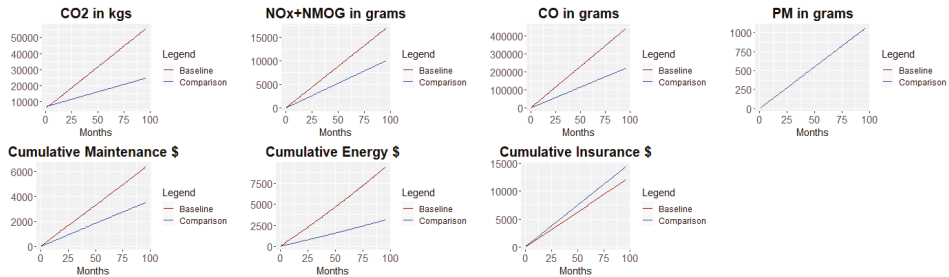 CO2 in kgs
50000
40000
30000
20000
10000
0 25 50 75 100
Months
Legend
Baseline
Comparison
NOx+NMOG in grams
15000
10000
5000
0
0 25 50 75 100
Months
Legend
Baseline
Comparison
CO in grams
400000
300000
200000
100000
0
0 25 50 75 100
Months
Legend
Baseline
Comparison
PM in grams
1000
750
500
250
0
0 25 50 75 100
Months
Legend
Baseline
Comparison
Cumulative Maintenance $
6000
4000
2000
0
0 25 50 75 100
Months
Legend
Baseline
Comparison
Cumulative Energy $
7500
5000
2500
0
0 25 50 75 100
Months
Legend
Baseline
Comparison
Cumulative Insurance $
15000
10000
5000
0
0 25 50 75 100
Months
Legend
Baseline
Comparison